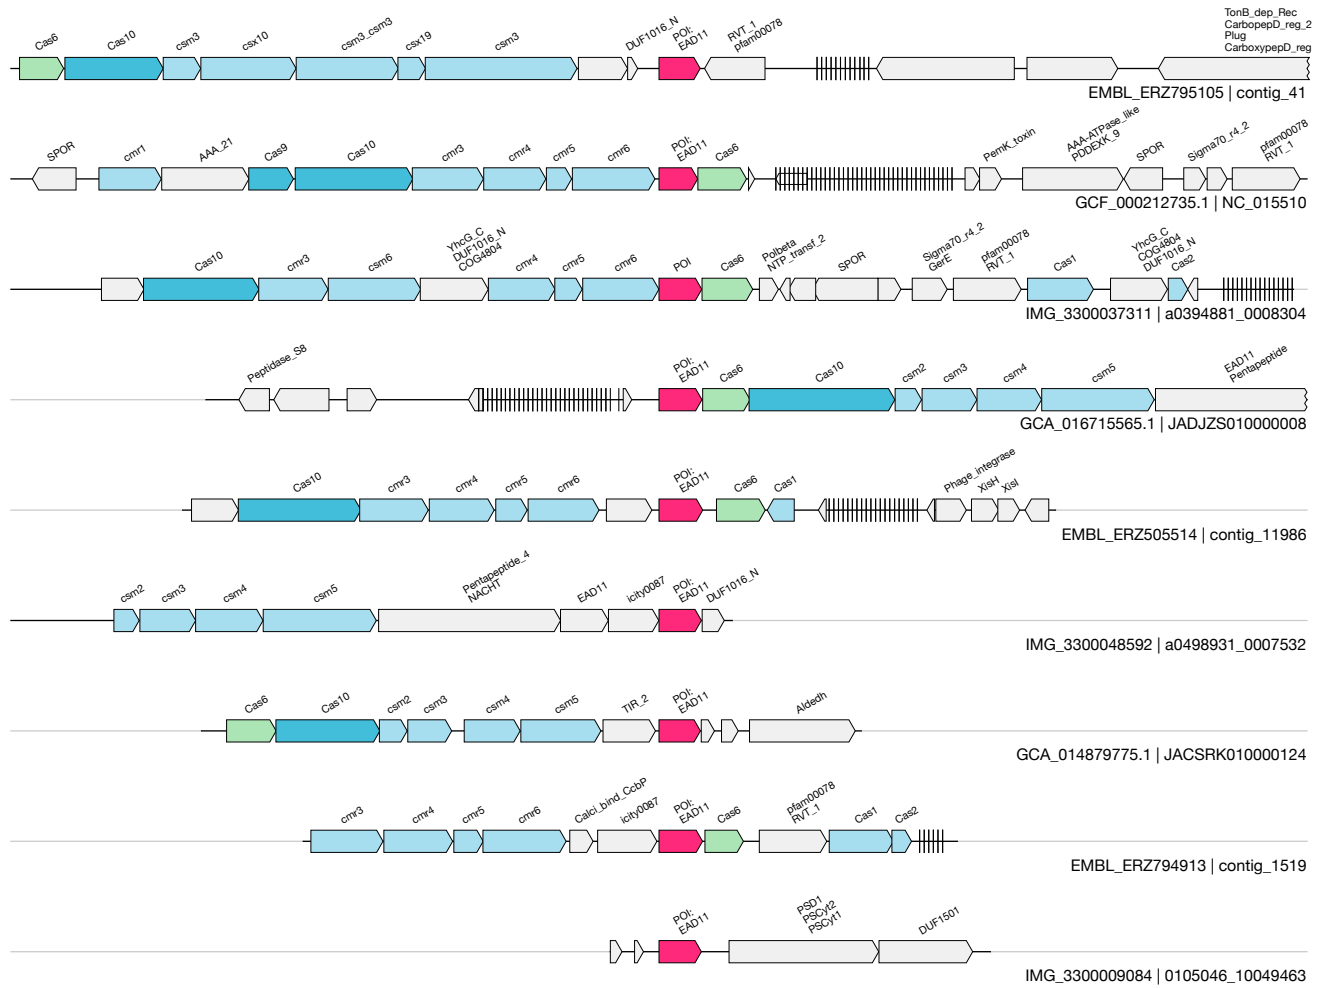 Cas6
Cas10
csm3
csx10
csm3_csm3
csx19
csm3
DUF1016_N
POI:
EAD11
RVT_1
pfam00078
TonB_dep_Rec
CarbopepD_reg_2
Plug
CarboxypepD_reg
EMBL_ERZ795105 | contig_41
SPOR
cmr1
AAA_21
Cas9
Cas10
cmr3
cmr4
cmr5
cmr6
POI:
EAD11
Cas6
PemK_toxin
AAA-ATPase_like
PDDEXK_9
SPOR
Sigma70_r4_2
pfam00078
RVT_1
GCF_000212735.1 | NC_015510
Cas10
cmr3
csm6
YhcG_C
DUF1016_N
COG4804
cmr4
cmr5
cmr6
POI
Cas6
Polbeta
NTP_transf_2
SPOR
Sigma70_r4_2
GerE
pfam00078
RVT_1
Cas1
YhcG_C
COG4804
DUF1016_N
Cas2
IMG_3300037311 | a0394881_0008304
Peptidase_S8
POI:
EAD11
Cas6
Cas10
csm2
csm3
csm4
csm5
EAD11
Pentapeptide
GCA_016715565.1 | JADJZS010000008
Cas10
cmr3
cmr4
cmr5
cmr6
POI:
EAD11
Cas6
Cas1
Phage_integrase
XisH
XisI
EMBL_ERZ505514 | contig_11986
csm2
csm3
csm4
csm5
Pentapeptide_4
NACHT
EAD11
icity0087
POI:
EAD11
DUF1016_N
IMG_3300048592 | a0498931_0007532
Cas6
Cas10
csm2
csm3
csm4
csm5
TIR_2
POI:
EAD11
Aldedh
GCA_014879775.1 | JACSRK010000124
cmr3
cmr4
cmr5
cmr6
Calci_bind_CcbP
icity0087
POI:
EAD11
Cas6
pfam00078
RVT_1
Cas1
Cas2
EMBL_ERZ794913 | contig_1519
POI:
EAD11
PSD1
PSCyt2
PSCyt1
DUF1501
IMG_3300009084 | 0105046_10049463